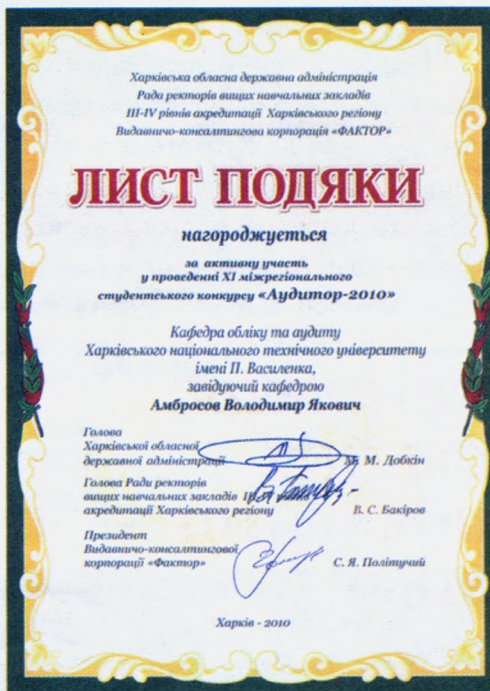 Харківська обласна державна адміністрація
Рада ректорів вищих навчальних закладів
III-IV рівнів акредитації Харківського регіону
Видавничо-консалтингова корпорація «ФАКТОР»
ЛИСТ ПОДЯКИ
нагороджується
за активну участь
у проведенні XI міжрегіонального
студентського конкурсу «Аудитор-2010»
Кафедра обліку та аудиту
Харківського національного технічного університету
імені П. Василенка,
завідуючий кафедрою
Амбросов Володимир Якович
Голова
Харківської обласної
державної адміністрації М. М. Добкін
Голова Ради ректорів
вищих навчальних закладів
акредитації Харківського регіону В. С. Бакіров
Президент
Видавничо-консалтингової
корпорації «Фактор» С. Я. Політучий
Харків - 2010